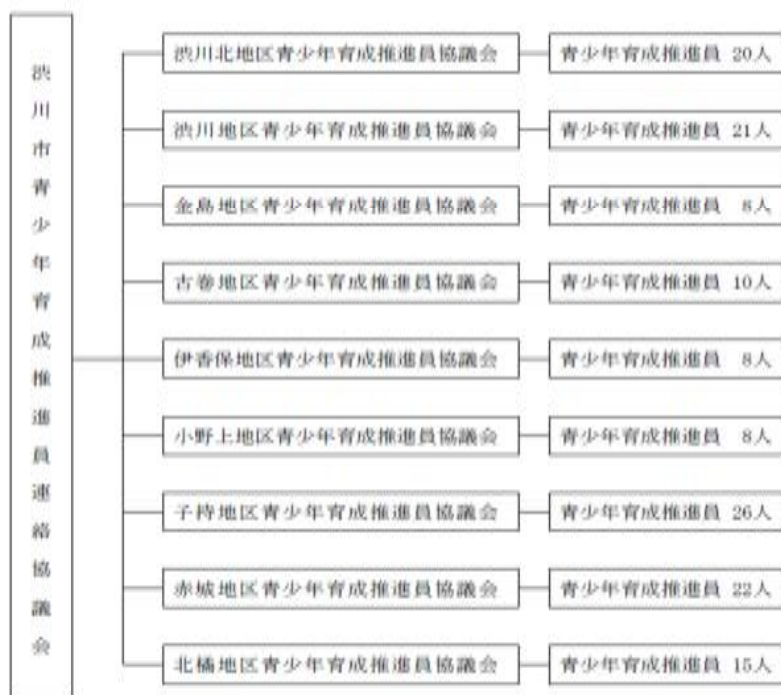 渋川市青少年育成推進員連絡協議会
渋川北地区青少年育成推進員協議会 青少年育成推進員 20人
渋川地区青少年育成推進員協議会 青少年育成推進員 21人
金島地区青少年育成推進員協議会 青少年育成推進員 8人
古巻地区青少年育成推進員協議会 青少年育成推進員 10人
伊香保地区青少年育成推進員協議会 青少年育成推進員 8人
小野上地区青少年育成推進員協議会 青少年育成推進員 8人
子持地区青少年育成推進員協議会 青少年育成推進員 26人
赤城地区青少年育成推進員協議会 青少年育成推進員 22人
北橘地区青少年育成推進員協議会 青少年育成推進員 15人